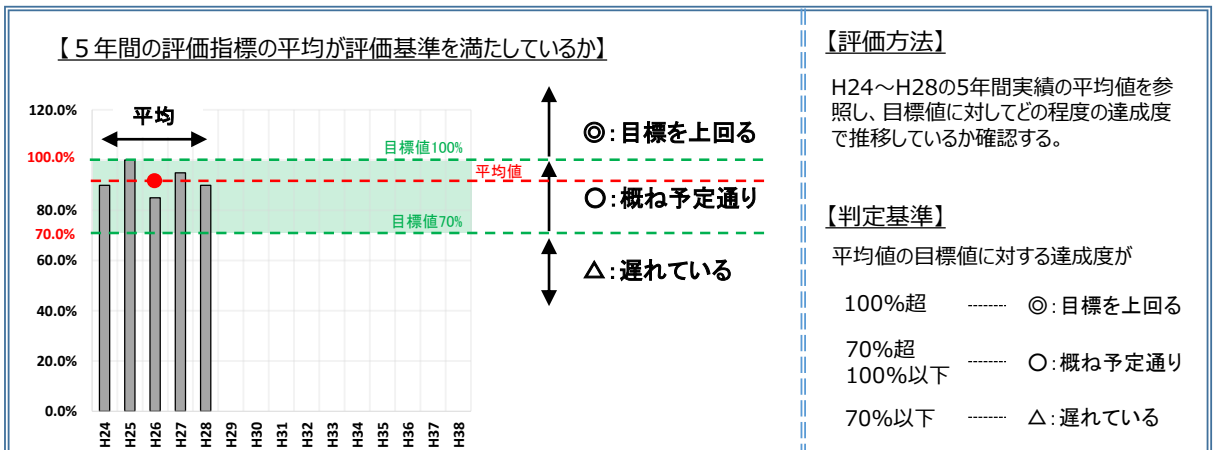 【５年間の評価指標の平均が評価基準を満たしているか】
平均
120.0%
100.0%
80.0%
70.0%
60.0%
40.0%
20.0%
0.0%
目標値100%
平均値
目標値70%
H24
H25
H26
H27
H28
H29
H30
H31
H32
H33
H34
H35
H36
H37
H38
◎：目標を上回る
○：概ね予定通り
△：遅れている
【評価方法】
H24～H28の5年間実績の平均値を参
照し、目標値に対してどの程度の達成度
で推移しているか確認する。
【判定基準】
平均値の目標値に対する達成度が
100%超 ------- ◎：目標を上回る
70%超
100%以下 ------- ○：概ね予定通り
70%以下 ------- △：遅れている